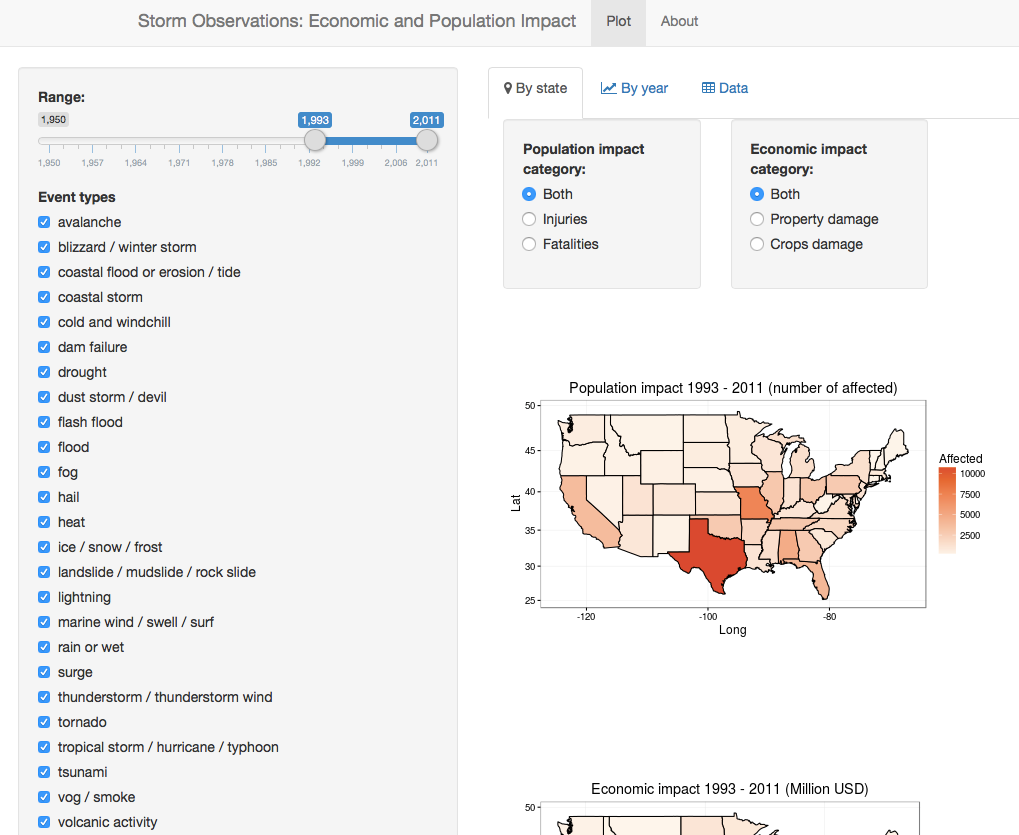 Storm Observations: Economic and Population Impact
Plot
About
Range:
1,950
1,993
2,011
1,950 1,957 1,964 1,971 1,978 1,985 1,992 1,999 2,006 2,011
Event types
avalanche
blizzard / winter storm
coastal flood or erosion / tide
coastal storm
cold and windchill
dam failure
drought
dust storm / devil
flash flood
flood
fog
hail
heat
ice / snow / frost
landslide / mudslide / rock slide
lightning
marine wind / swell / surf
rain or wet
surge
thunderstorm / thunderstorm wind
tornado
tropical storm / hurricane / typhoon
tsunami
vog / smoke
volcanic activity
By state
By year
Data
Population impact
category:
Both
Injuries
Fatalities
Economic impact
category:
Both
Property damage
Crops damage
Population impact 1993 - 2011 (number of affected)
50
45
40
35
30
25
Lat
-120
-100
-80
Long
Affected
10000
7500
5000
2500
Economic impact 1993 - 2011 (Million USD)
50